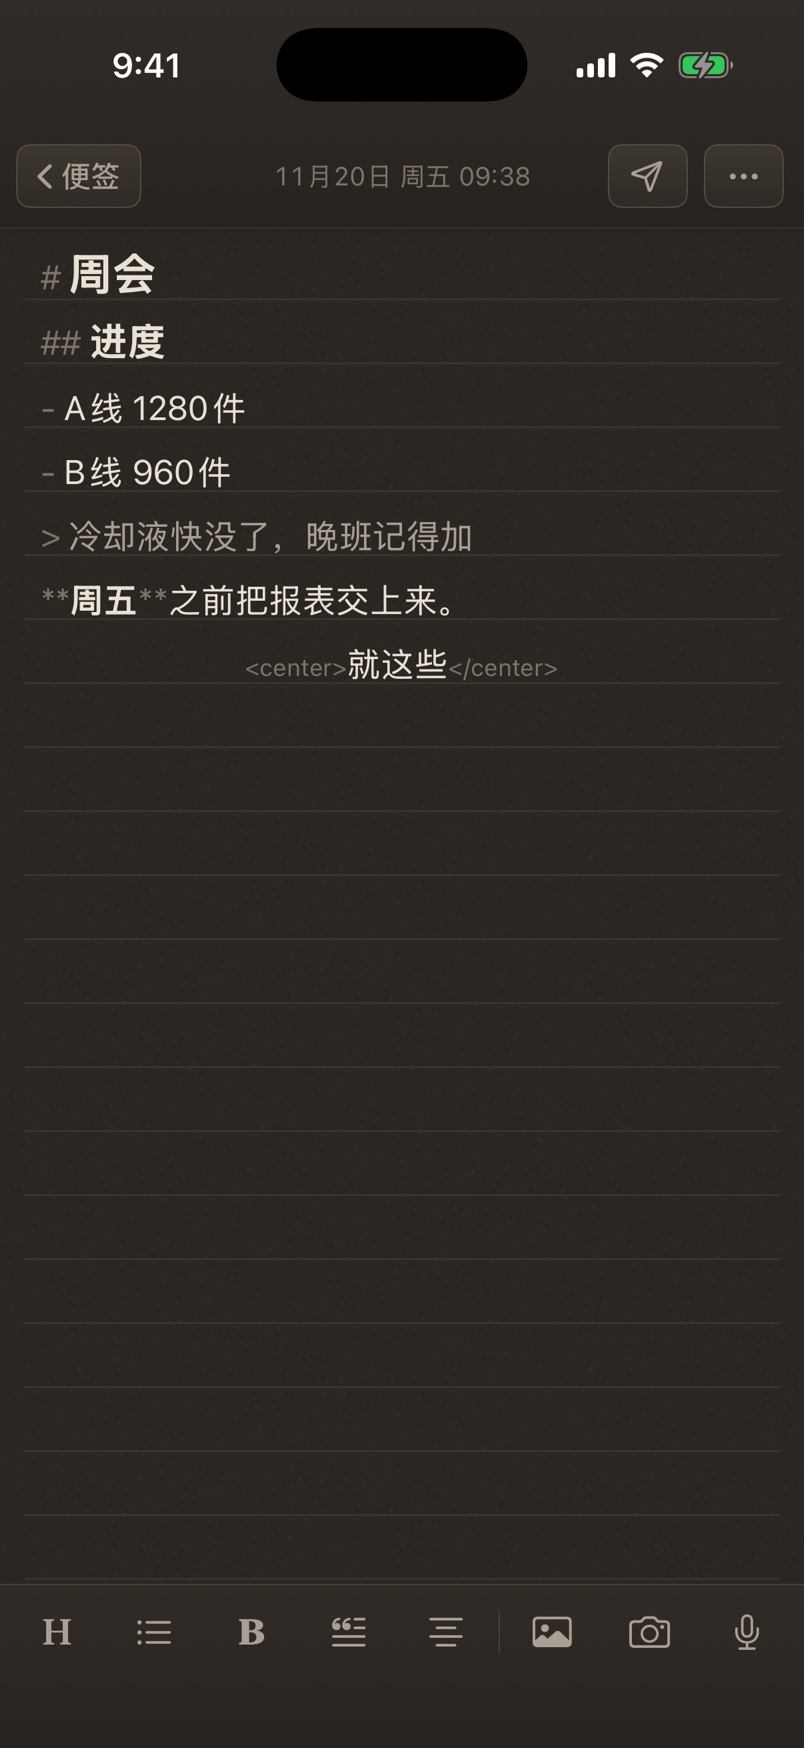 9:41
便签
11月20日 周五 09:38
# 周会
## 进度
- A线 1280件
- B线 960件
> 冷却液快没了，晚班记得加
**周五**之前把报表交上来。
<center>就这些</center>
H B